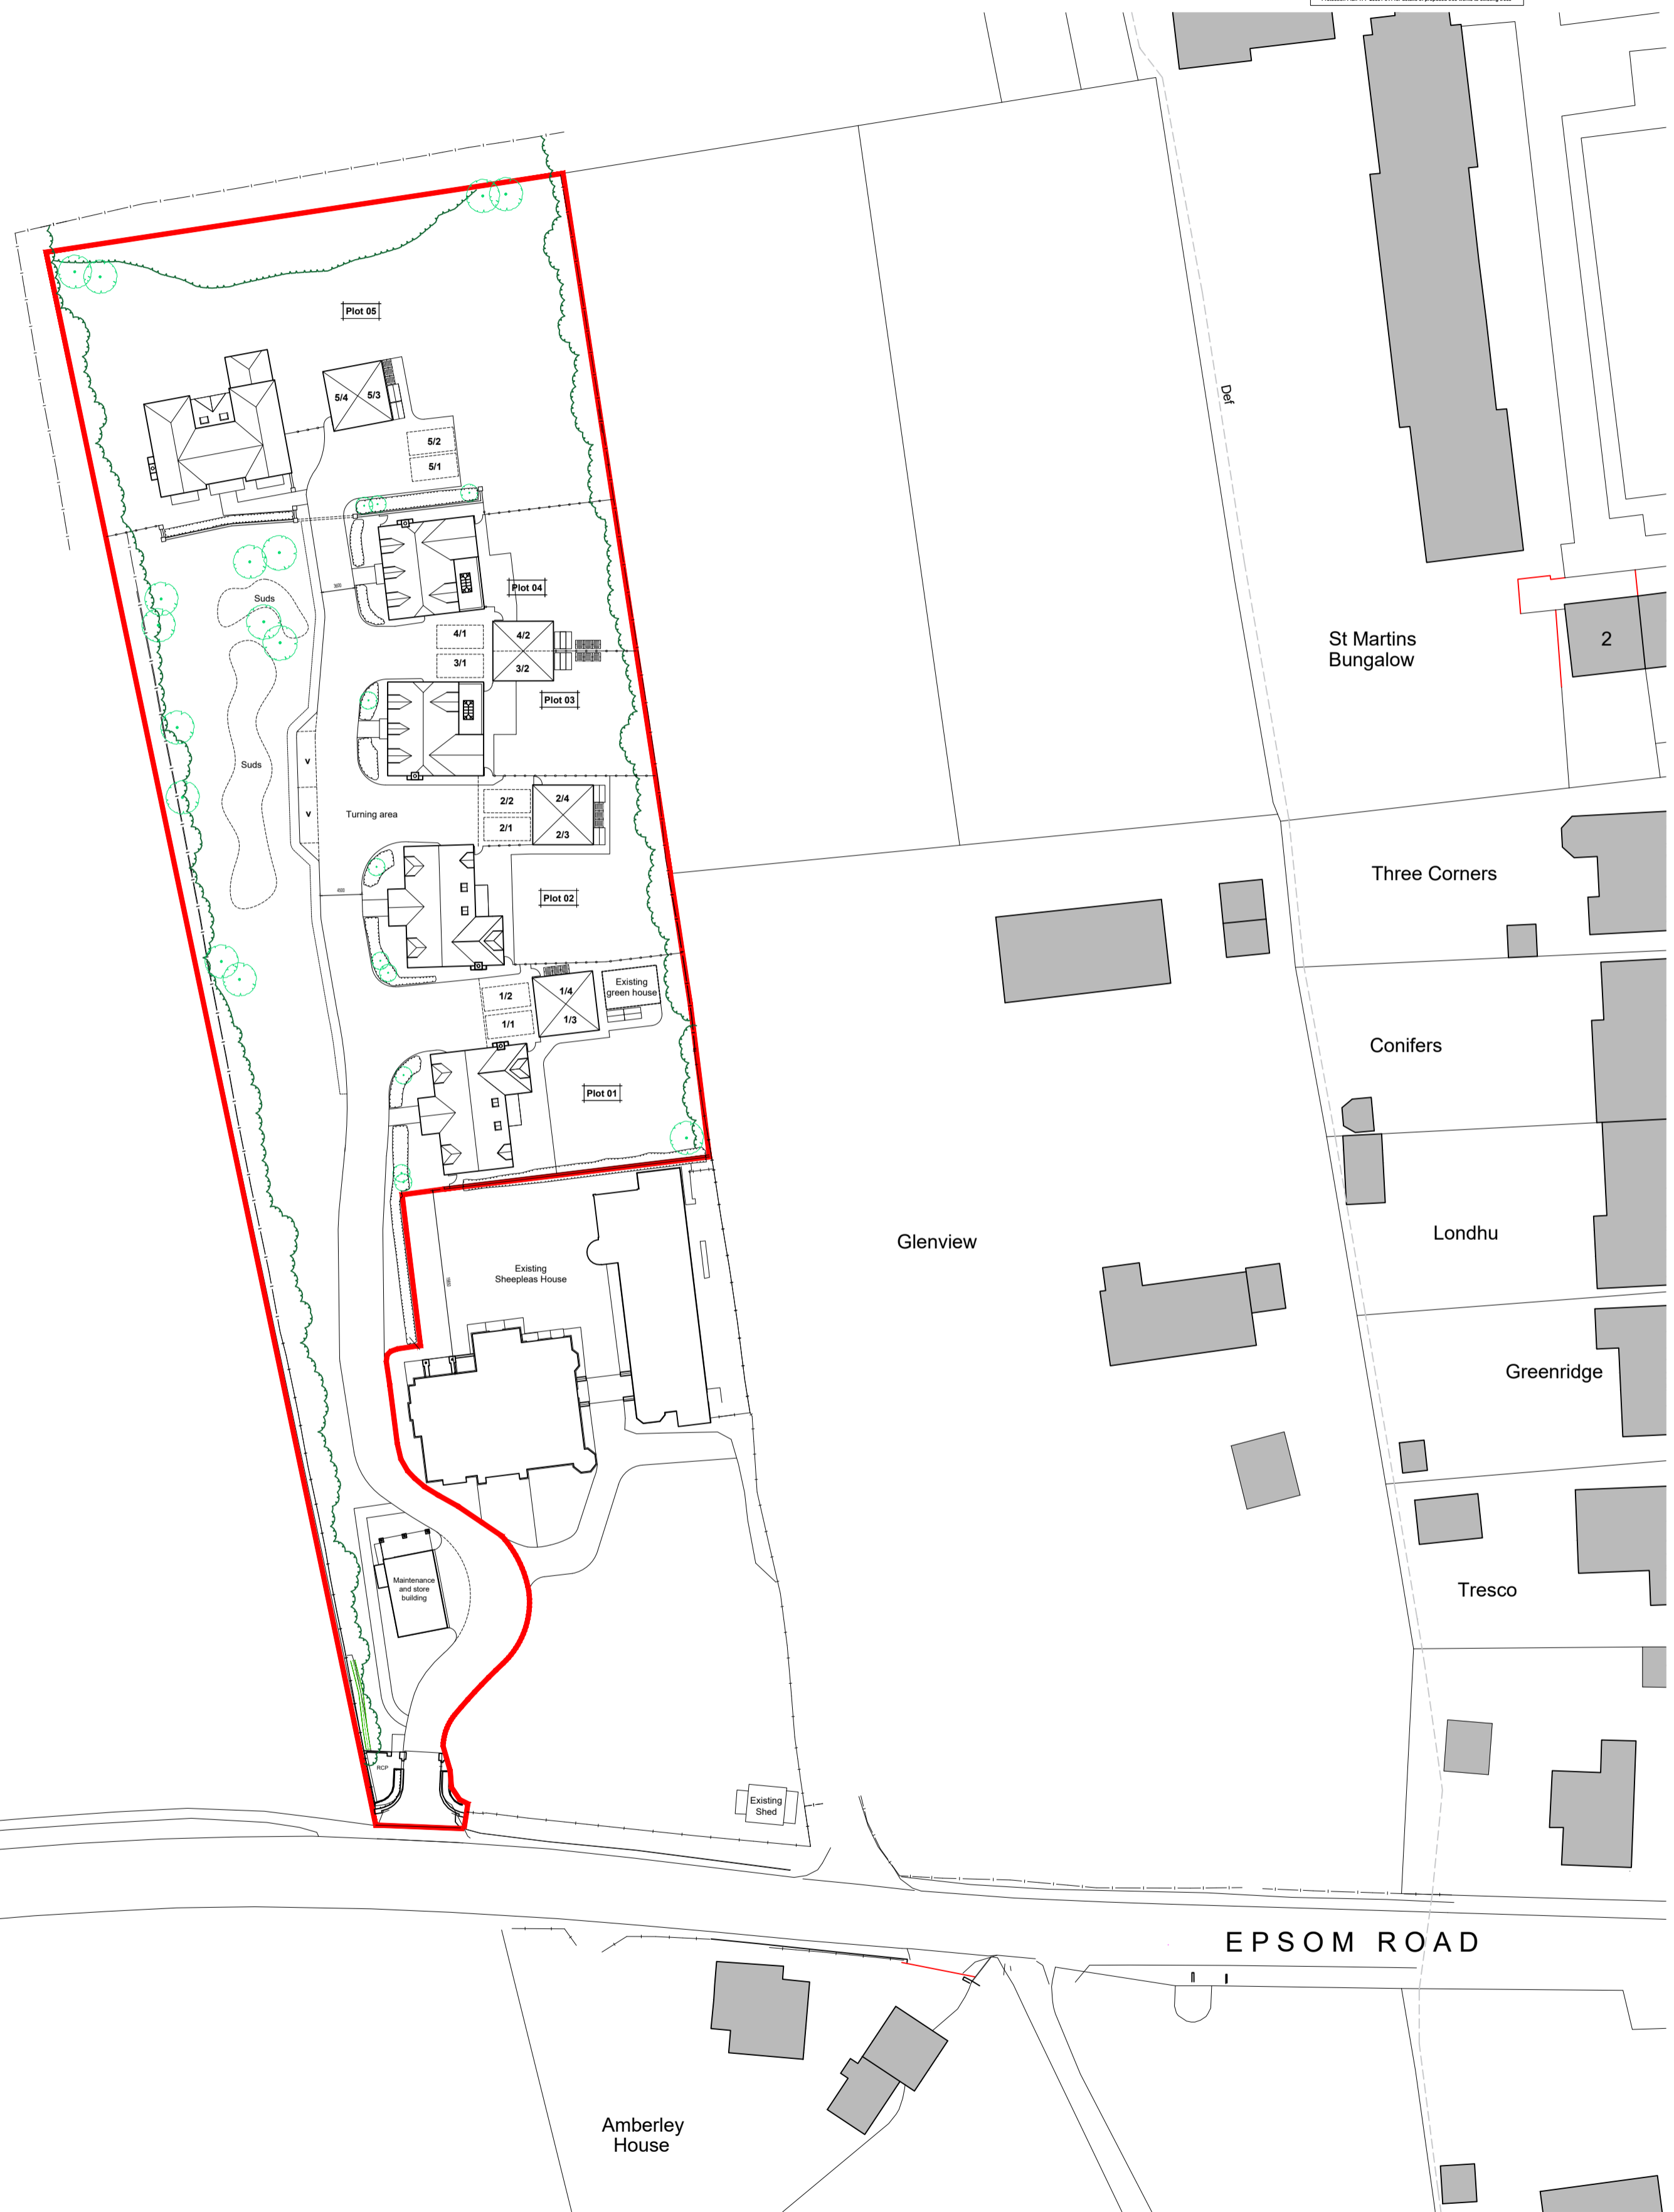 Plot 05
5/4
5/3
5/2
5/1
Def
Suds
Plot 04
4/1
4/2
3/1
3/2
St Martins
Bungalow
2
Plot 03
Suds
V
V
Turning area
2/2
2/4
2/1
2/3
Three Corners
Plot 02
1/2
1/4
1/1
1/3
Existing
green house
Conifers
Plot 01
Londhu
Glenview
Existing
Sheepleas House
Greenridge
Maintenance
and store
building
Tresco
RCP
Existing
Shed
EPSOM ROAD
Amberley
House